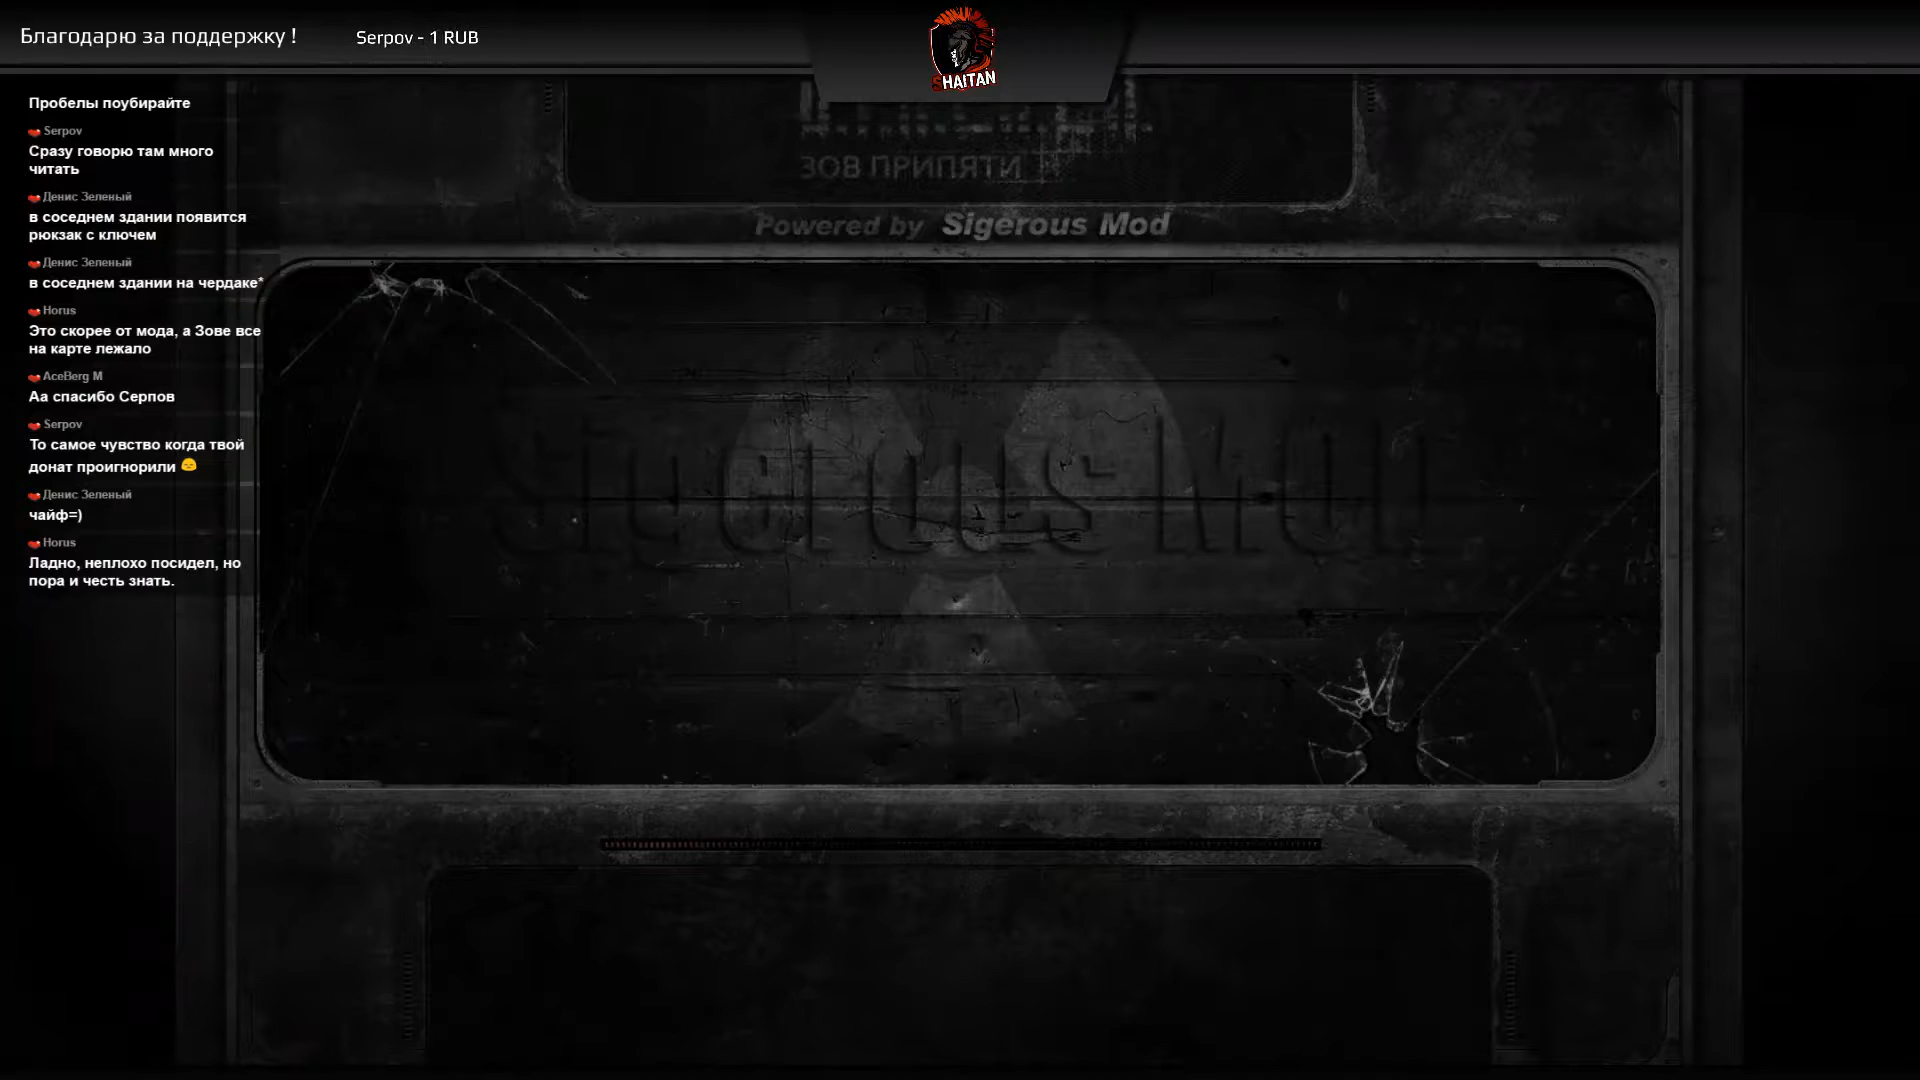 Благодарю за поддержку !
Serpov - 1 RUB
SHAITAN
Пробелы поубирайте
Serpov
Сразу говорю там много
читать
Денис Зеленый
в соседнем здании появится
рюкзак с ключем
Денис Зеленый
в соседнем здании на чердаке*
Horus
Это скорее от мода, а Зове все
на карте лежало
AceBerg M
Аа спасибо Серпов
Serpov
То самое чувство когда твой
донат проигнорили
Денис Зеленый
чайф=)
Horus
Ладно, неплохо посидел, но
пора и честь знать.
ЗОВ ПРИПЯТИ
Powered by Sigerous Mod
Sigerous Mod